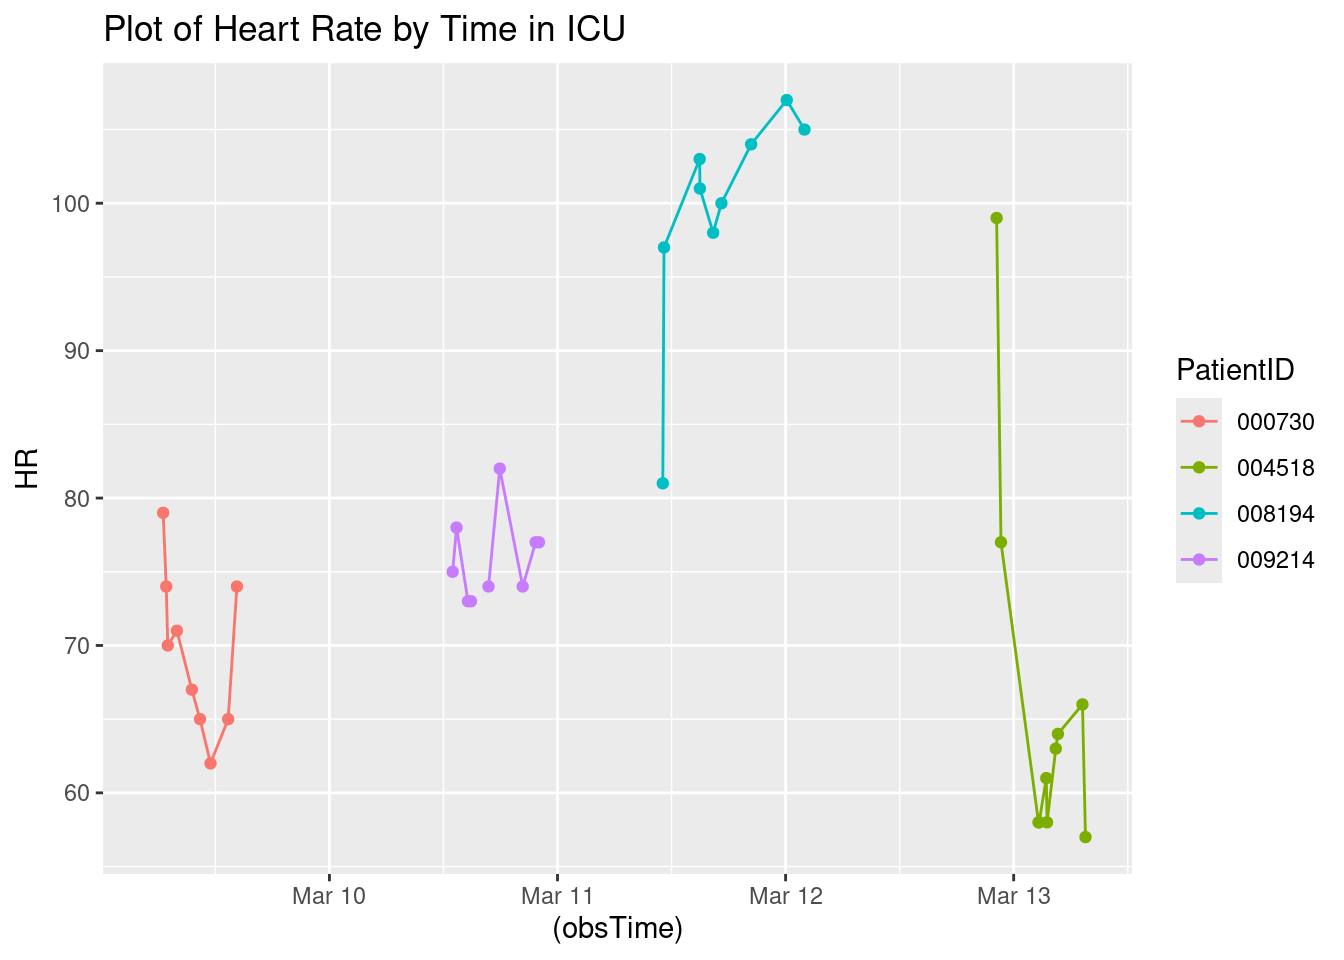 Plot of Heart Rate by Time in ICU
100
90
80
70
60
HR
Mar 10
Mar 11
Mar 12
Mar 13
(obsTime)
PatientID
000730
004518
008194
009214